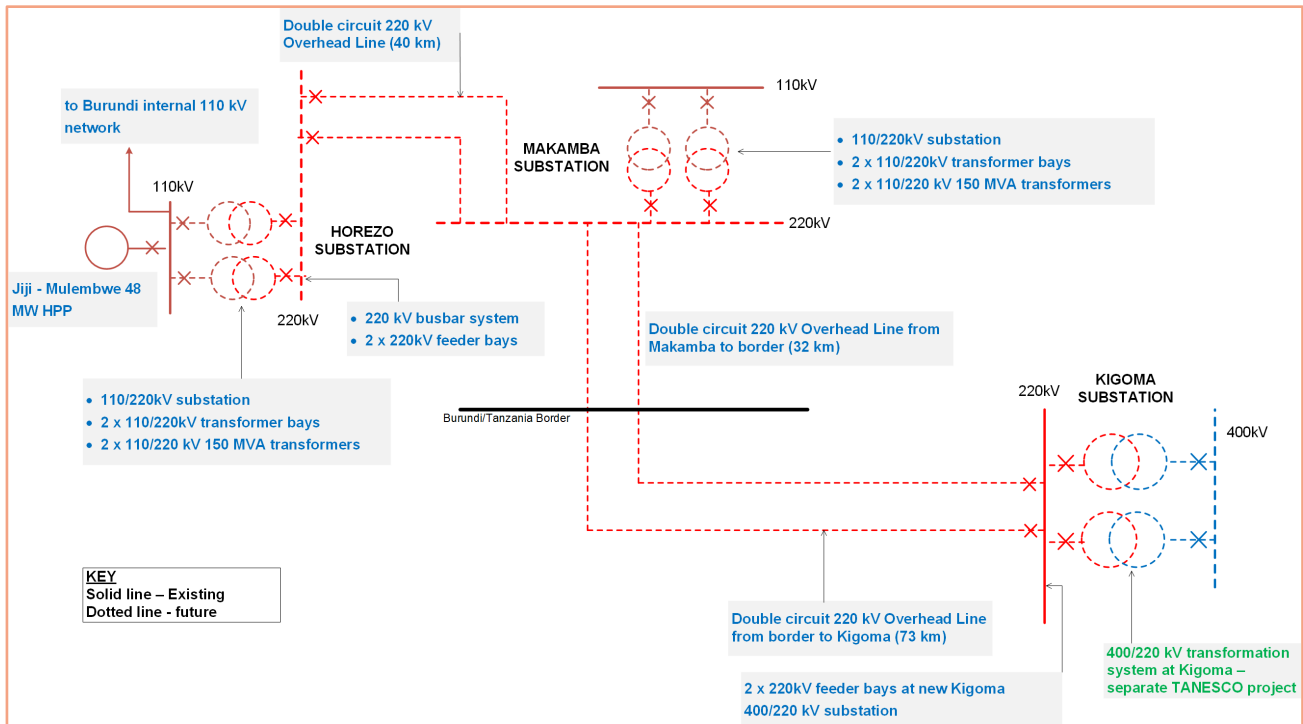 Double circuit 220 kV
Overhead Line (40 km)
to Burundi internal 110 kV
network
110kV
MAKAMBA
SUBSTATION
• 110/220kV substation
• 2 x 110/220kV transformer bays
• 2 x 110/220 kV 150 MVA transformers
110kV
HOREZO
SUBSTATION
220kV
Jiji - Mulembwe 48
MW HPP
220kV
• 220 kV busbar system
• 2 x 220kV feeder bays
Double circuit 220 kV Overhead Line from
Makamba to border (32 km)
• 110/220kV substation
• 2 x 110/220kV transformer bays
• 2 x 110/220 kV 150 MVA transformers
Burundi/Tanzania Border
220kV
KIGOMA
SUBSTATION
400kV
KEY
Solid line – Existing
Dotted line - future
Double circuit 220 kV Overhead Line
from border to Kigoma (73 km)
2 x 220kV feeder bays at new Kigoma
400/220 kV substation
400/220 kV transformation
system at Kigoma –
separate TANESCO project